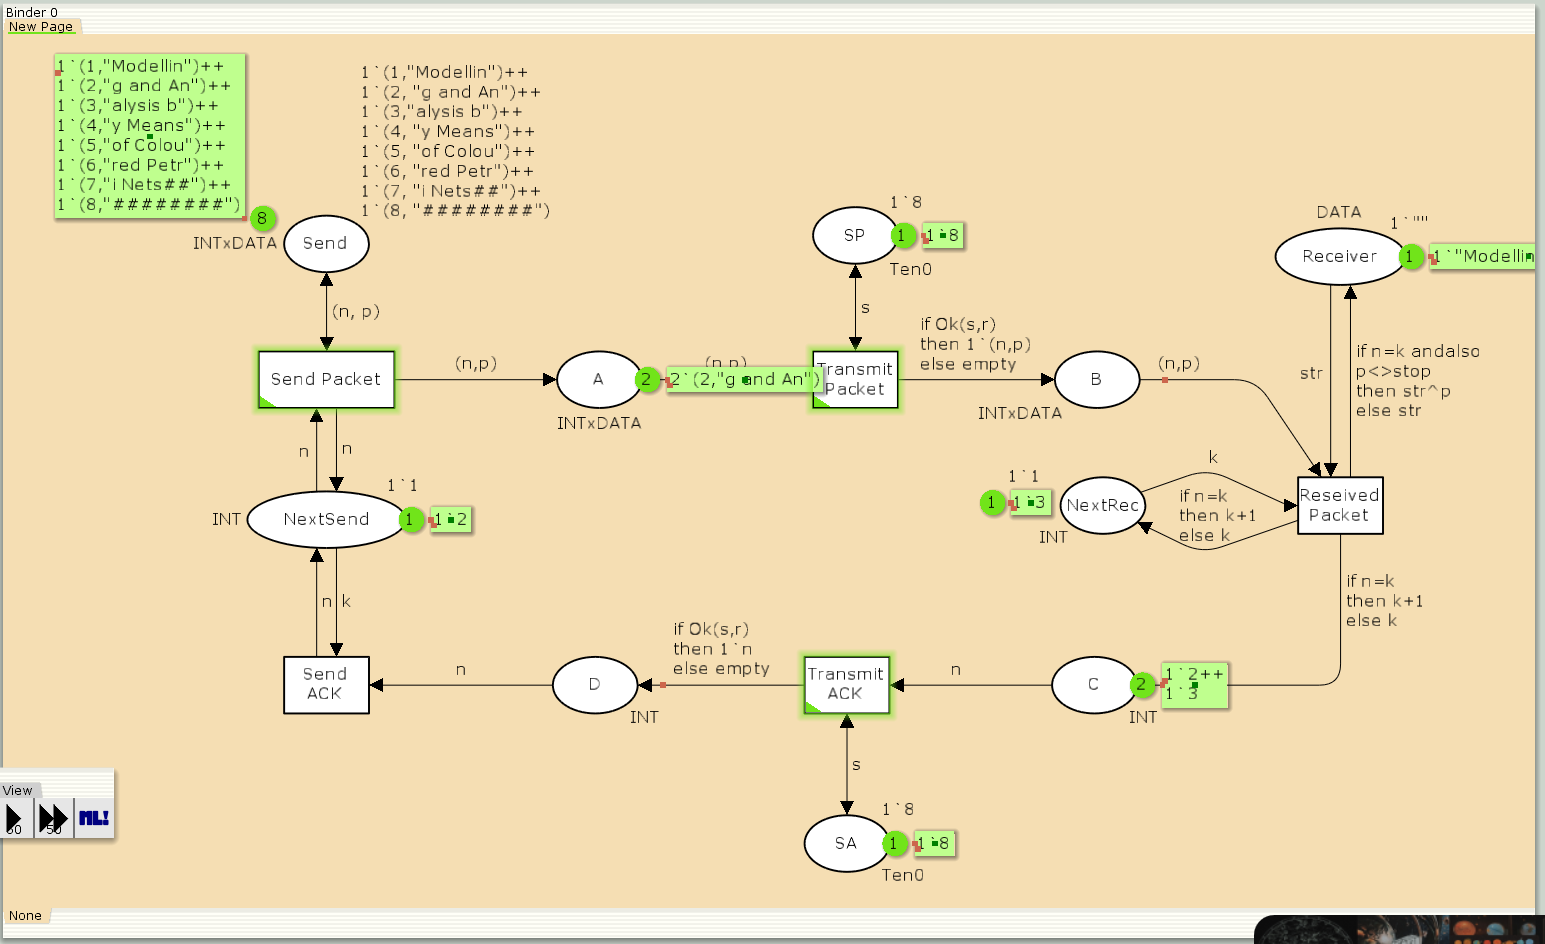 Binder 0
New Page
1`(1,"Modellin")++
1`(2,"g and An")++
1`(3,"alysis b")++
1`(4,"y Means")++
1`(5,"of Colou")++
1`(6,"red Petr")++
1`(7,"i Nets##")++
1`(8,"########")
1`(1,"Modellin")++
1`(2, "g and An")++
1`(3,"alysis b")++
1`(4, "y Means")++
1`(5, "of Colou")++
1`(6, "red Petr")++
1`(7, "i Nets##")++
1`(8, "########")
8
INTxDATA
Send
(n, p)
1`8
SP
1
1`8
Ten0
s
DATA
1`""
Receiver
1
1`"Modellin
Send Packet
(n,p)
A
2
2`(2,"g and An")
(n,p)
INTxDATA
Transmit
Packet
if Ok(s,r)
then 1`(n,p)
else empty
B
(n,p)
INTxDATA
str
if n=k andalso
p<>stop
then str^p
else str
n
n
1`1
INT
NextSend
1
1`2
1`1
1
1`3
NextRec
INT
k
if n=k
then k+1
else k
Reseived
Packet
n
k
if n=k
then k+1
else k
Send
ACK
n
D
INT
if Ok(s,r)
then 1`n
else empty
Transmit
ACK
n
C
2
1`2++
1`3
INT
s
1`8
SA
1
1`8
Ten0
View
50
ML!
None